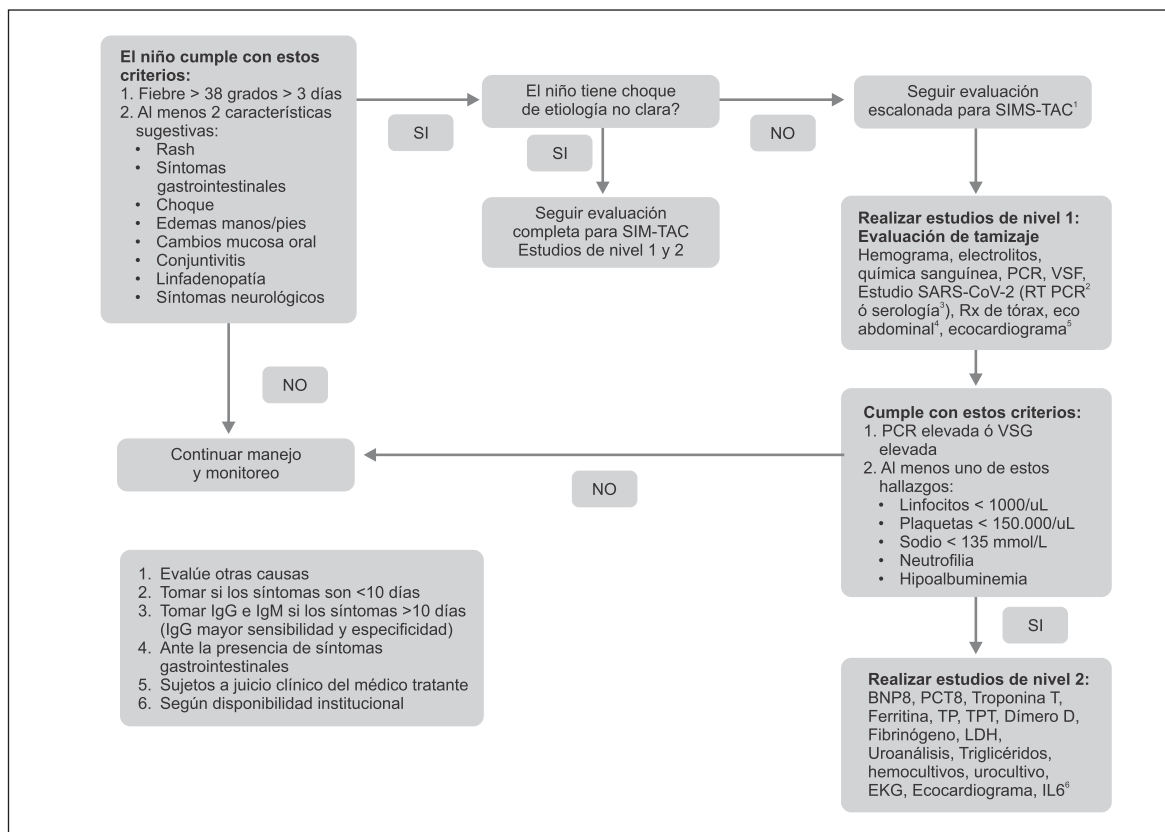 El niño cumple con estos
criterios:
1. Fiebre > 38 grados > 3 días
2. Al menos 2 características
sugestivas:
• Rash
• Síntomas
gastrointestinales
• Choque
• Edemas manos/pies
• Cambios mucosa oral
• Conjuntivitis
• Linfadenopatía
• Síntomas neurológicos
SI
El niño tiene choque
de etiología no clara?
SI
NO
Seguir evaluación
completa para SIM-TAC
Estudios de nivel 1 y 2
Seguir evaluación
escalonada para SIMS-TAC¹
Realizar estudios de nivel 1:
Evaluación de tamizaje
Hemograma, electrolitos,
química sanguínea, PCR, VSF,
Estudio SARS-CoV-2 (RT PCR²
ó serología³), Rx de tórax, eco
abdominal⁴, ecocardiograma⁵
NO
Continuar manejo
y monitoreo
NO
Cumple con estos criterios:
1. PCR elevada ó VSG
elevada
2. Al menos uno de estos
hallazgos:
• Linfocitos < 1000/uL
• Plaquetas < 150.000/uL
• Sodio < 135 mmol/L
• Neutrofilia
• Hipoalbuminemia
SI
Realizar estudios de nivel 2:
BNP8, PCT8, Troponina T,
Ferritina, TP, TPT, Dímero D,
Fibrinógeno, LDH,
Uroanálisis, Triglicéridos,
hemocultivos, urocultivo,
EKG, Ecocardiograma, IL6⁶
1. Evalúe otras causas
2. Tomar si los síntomas son <10 días
3. Tomar IgG e IgM si los síntomas >10 días
(IgG mayor sensibilidad y especificidad)
4. Ante la presencia de síntomas
gastrointestinales
5. Sujetos a juicio clínico del médico tratante
6. Según disponibilidad institucional